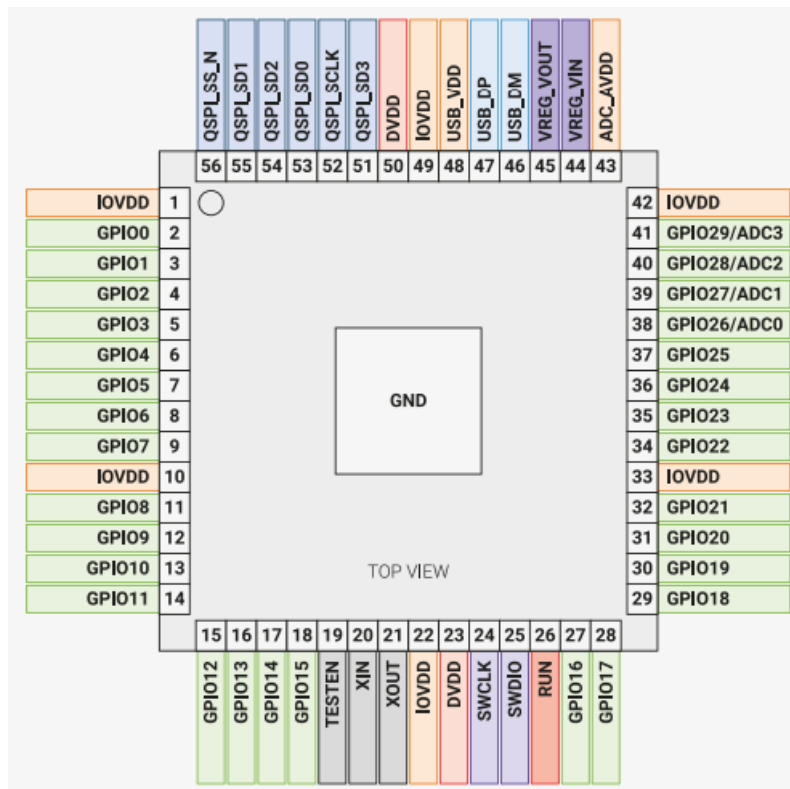 QSPI_SS_N
QSPI_SD1
QSPI_SD2
QSPI_SD0
QSPI_SCLK
QSPI_SD3
DVDD
IOVDD
USB_VDD
USB_DP
USB_DM
VREG_VOUT
VREG_VIN
ADC_AVDD
56 55 54 53 52 51 50 49 48 47 46 45 44 43
IOVDD 1
GPIO0 2
GPIO1 3
GPIO2 4
GPIO3 5
GPIO4 6
GPIO5 7
GPIO6 8
GPIO7 9
IOVDD 10
GPIO8 11
GPIO9 12
GPIO10 13
GPIO11 14
42 IOVDD
41 GPIO29/ADC3
40 GPIO28/ADC2
39 GPIO27/ADC1
38 GPIO26/ADC0
37 GPIO25
36 GPIO24
35 GPIO23
34 GPIO22
33 IOVDD
32 GPIO21
31 GPIO20
30 GPIO19
29 GPIO18
GND
TOP VIEW
15 16 17 18 19 20 21 22 23 24 25 26 27 28
GPIO12
GPIO13
GPIO14
GPIO15
TESTEN
XIN
XOUT
IOVDD
DVDD
SWCLK
SWDIO
RUN
GPIO16
GPIO17